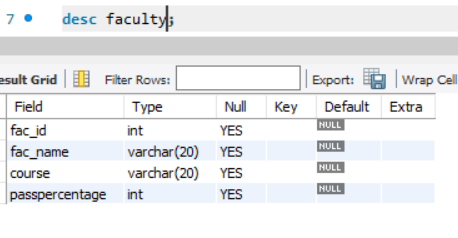 7 desc faculty;
esult Grid Filter Rows: Export: Wrap Cell
Field Type Null Key Default Extra
fac_id int YES NULL
fac_name varchar(20) YES NULL
course varchar(20) YES NULL
passpercentage int YES NULL